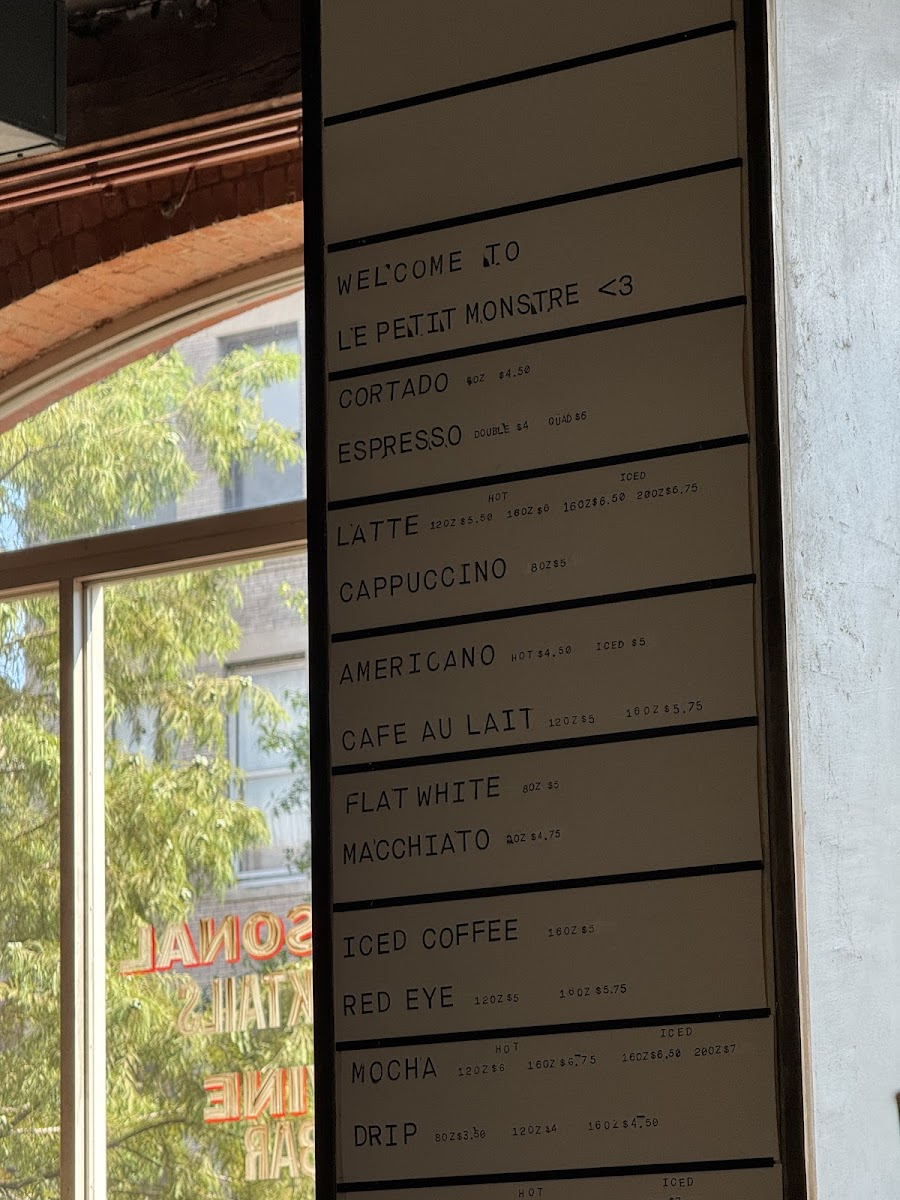 WELCOME TO
LE PETIT MONSTRE <3
CORTADO $4.50
ESPRESSO DOUBLE $4 QUAD $6
HOT ICED
LATTE 12OZ $5.50 16OZ $6 16OZ $6.50 20OZ $6.75
CAPPUCCINO 8OZ $5
AMERICANO HOT $4.50 ICED $5
CAFE AU LAIT 12OZ $5 16OZ $5.75
FLAT WHITE 8OZ $5
MACCHIATO 2OZ $4.75
ICED COFFEE 16OZ $5
RED EYE 12OZ $5 16OZ $5.75
HOT ICED
MOCHA 12OZ $6 16OZ $6.75 16OZ $6.50 20OZ $7
DRIP 8OZ $3.50 12OZ $4 16OZ $4.50
HOT ICED
SONAL
KTAILS
INE
BAR